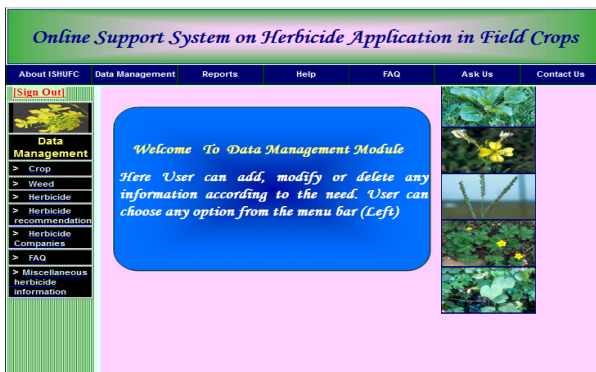 Online Support System on Herbicide Application in Field Crops
About ISHUFC Data Management Reports Help FAQ Ask Us Contact Us
[Sign Out]
Data
Management
> Crop
> Weed
> Herbicide
> Herbicide
recommendation
> Herbicide
Companies
> FAQ
> Miscellaneous
herbicide
information
Welcome To Data Management Module
Here User can add, modify or delete any
information according to the need. User can
choose any option from the menu bar (Left)